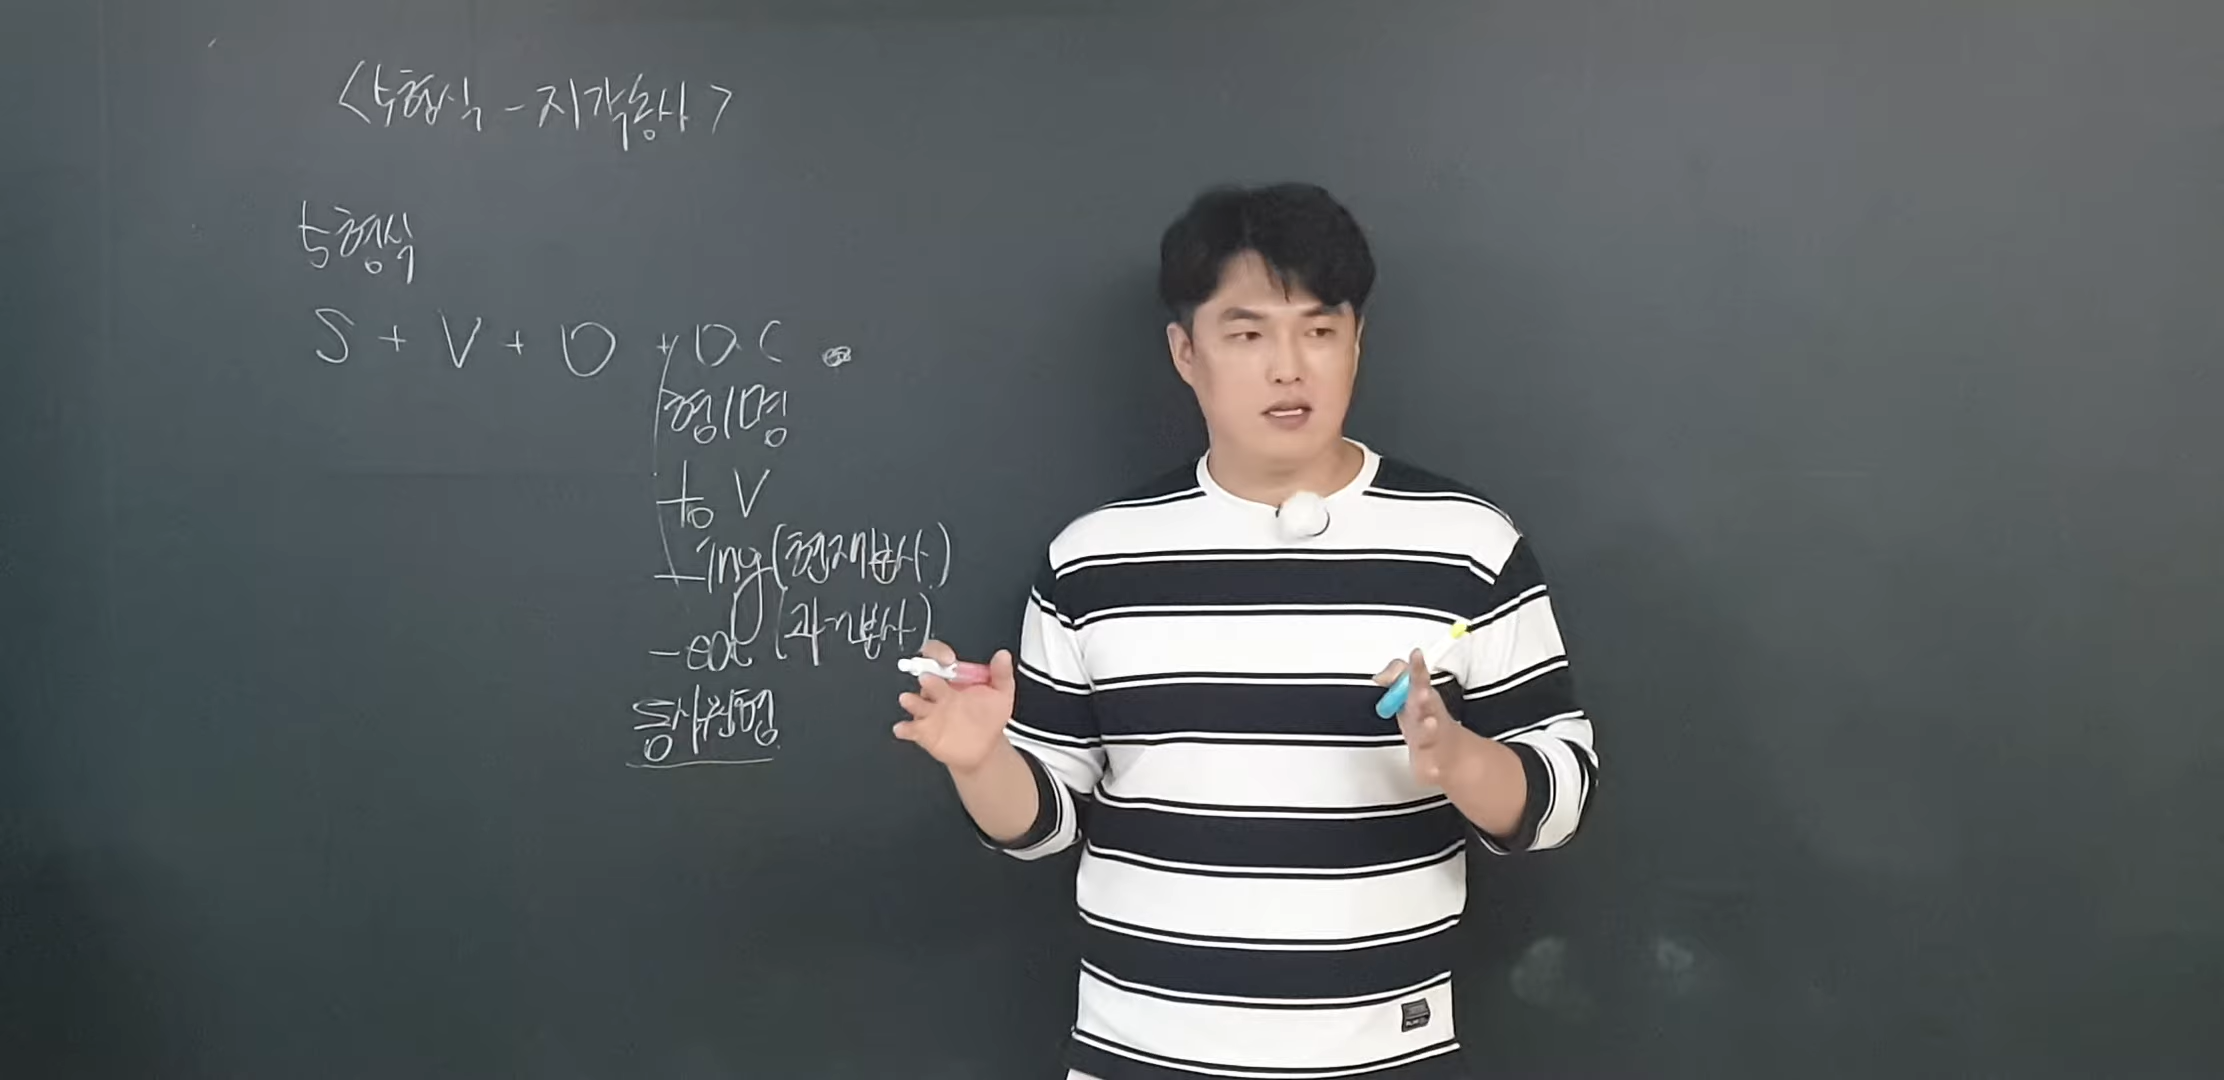 <5형식 - 지각동사>
5형식
S + V + O + O.C
형/명
to V
-ing (현재분사)
-ed (과거분사)
동사원형